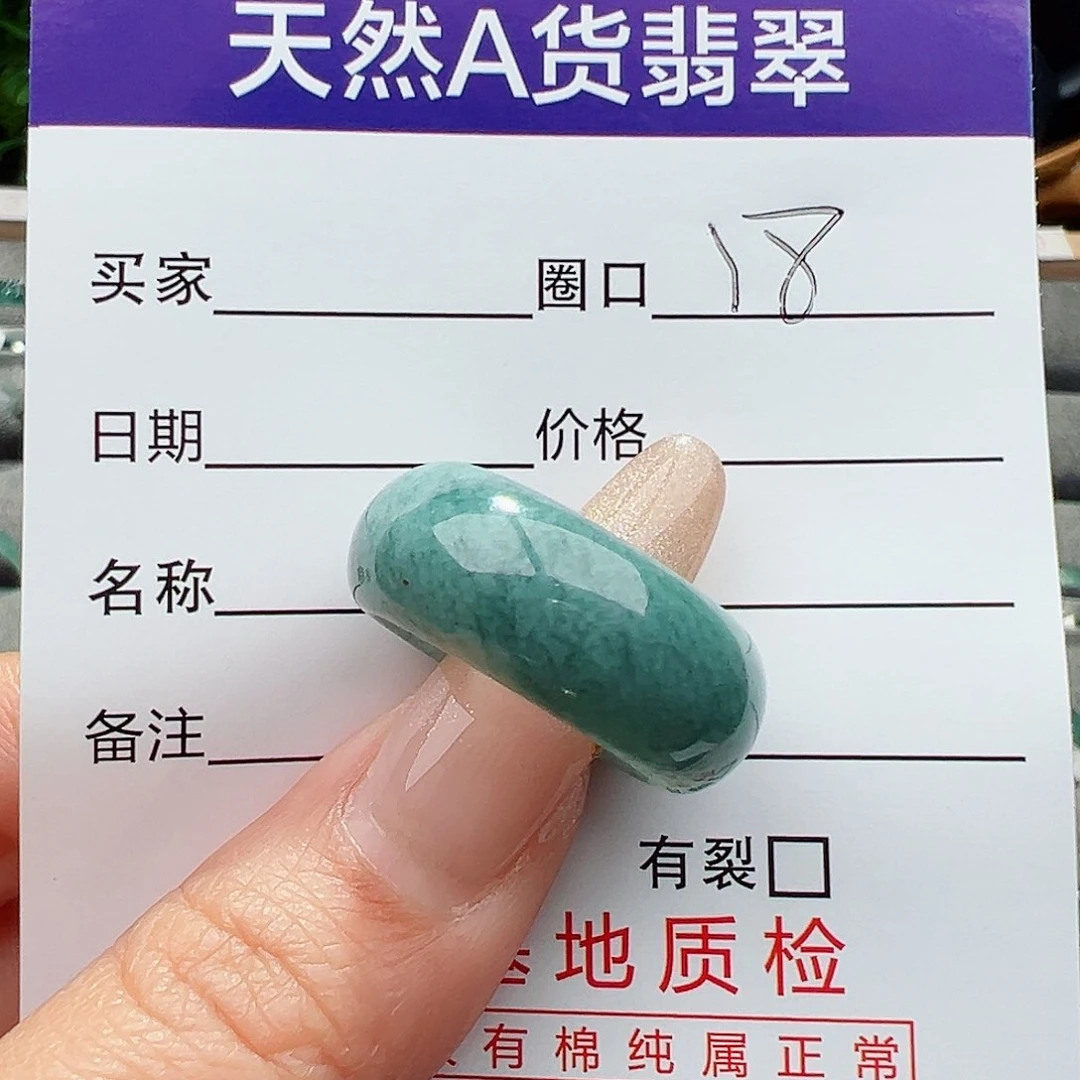 天然A货翡翠
买家 圈口 18
日期 价格
名称
备注
有裂
地质检
有棉纯属正常